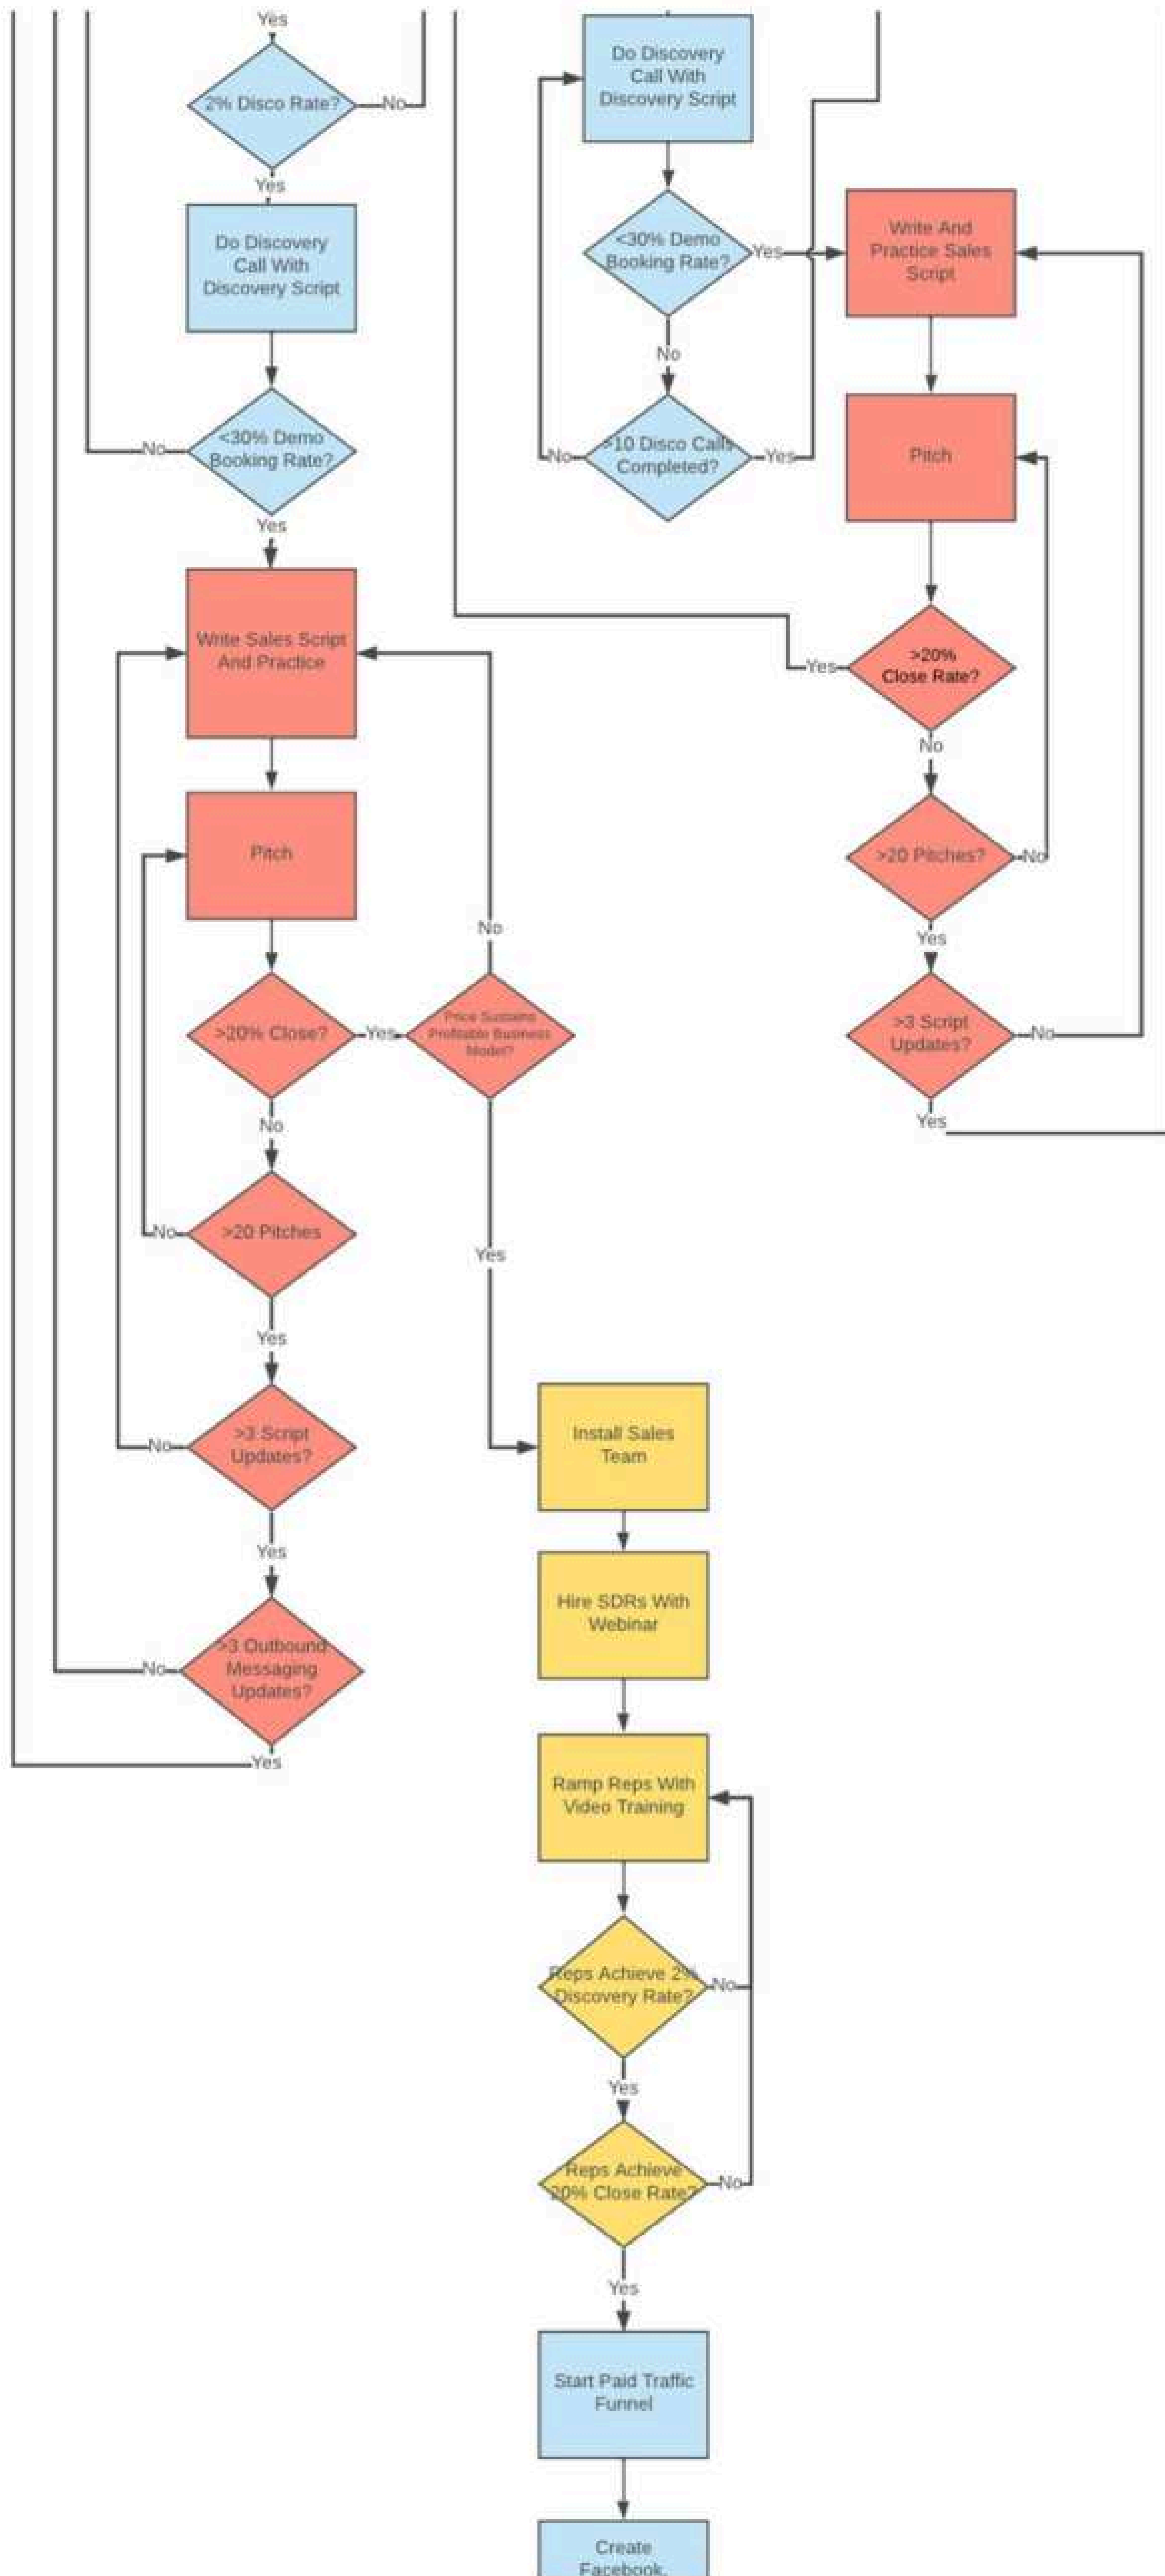 Yes
2% Disco Rate?
No
Yes
Do Discovery
Call With
Discovery Script
<30% Demo
Booking Rate?
No
Yes
Write Sales Script
And Practice
Pitch
>20% Close?
Yes
Price Sustains
Profitable Business
Model?
No
Yes
No
>20 Pitches
No
Yes
>3 Script
Updates?
No
Yes
>3 Outbound
Messaging
Updates?
No
Yes
Do Discovery
Call With
Discovery Script
<30% Demo
Booking Rate?
Yes
No
>10 Disco Calls
Completed?
No
Yes
Write And
Practice Sales
Script
Pitch
>20%
Close Rate?
Yes
No
>20 Pitches?
No
Yes
>3 Script
Updates?
No
Yes
Install Sales
Team
Hire SDRs With
Webinar
Ramp Reps With
Video Training
Reps Achieve 2%
Discovery Rate?
No
Yes
Reps Achieve
20% Close Rate?
No
Yes
Start Paid Traffic
Funnel
Create
Facebook,